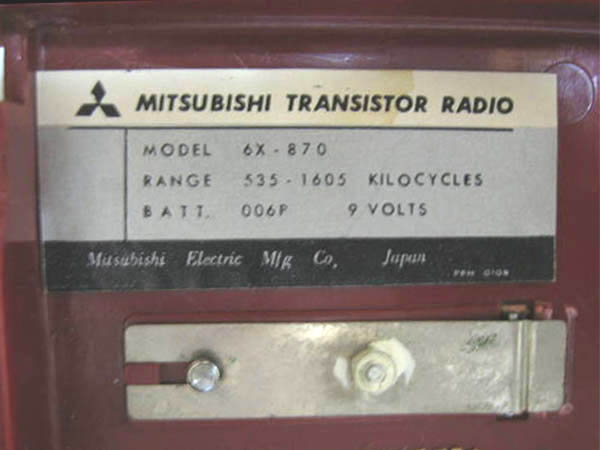 MITSUBISHI TRANSISTOR RADIO
MODEL 6X-870
RANGE 535-1605 KILOCYCLES
BATT. 006P 9 VOLTS
Mitsubishi Electric Mfg Co, Japan